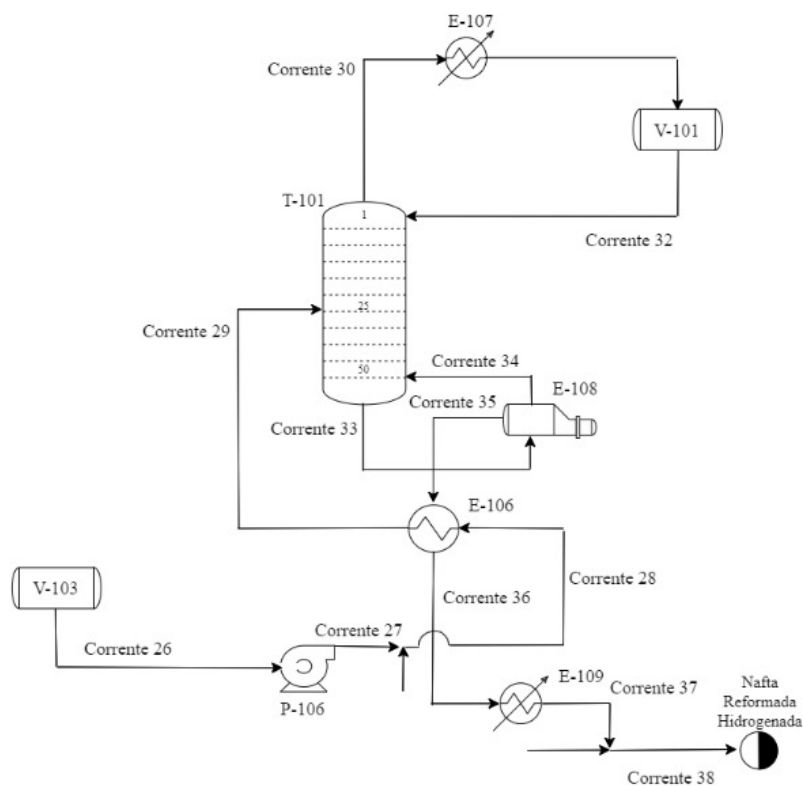 E-107
Corrente 30
V-101
T-101
1
Corrente 32
25
Corrente 29
Corrente 34
50
E-108
Corrente 35
Corrente 33
E-106
V-103
Corrente 28
Corrente 36
Corrente 27
Corrente 26
E-109
Corrente 37
Nafta
Reformada
Hidrogenada
P-106
Corrente 38